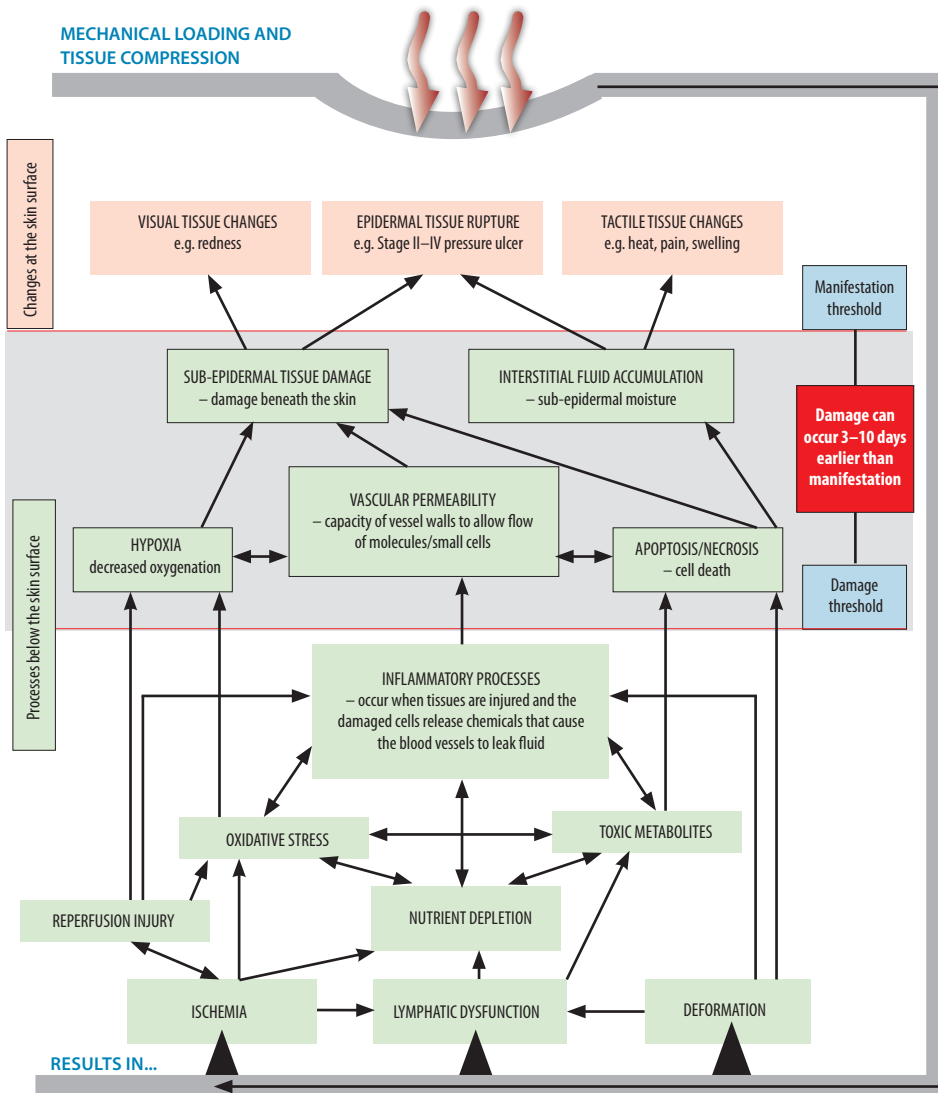 MECHANICAL LOADING AND
TISSUE COMPRESSION
Changes at the skin surface
VISUAL TISSUE CHANGES
e.g. redness
EPIDERMAL TISSUE RUPTURE
e.g. Stage II–IV pressure ulcer
TACTILE TISSUE CHANGES
e.g. heat, pain, swelling
Manifestation
threshold
SUB-EPIDERMAL TISSUE DAMAGE
– damage beneath the skin
INTERSTITIAL FLUID ACCUMULATION
– sub-epidermal moisture
Damage can
occur 3–10 days
earlier than
manifestation
Processes below the skin surface
VASCULAR PERMEABILITY
– capacity of vessel walls to allow flow
of molecules/small cells
HYPOXIA
decreased oxygenation
APOPTOSIS/NECROSIS
– cell death
Damage
threshold
INFLAMMATORY PROCESSES
– occur when tissues are injured and the
damaged cells release chemicals that cause
the blood vessels to leak fluid
OXIDATIVE STRESS
TOXIC METABOLITES
REPERFUSION INJURY
NUTRIENT DEPLETION
ISCHEMIA
LYMPHATIC DYSFUNCTION
DEFORMATION
RESULTS IN...